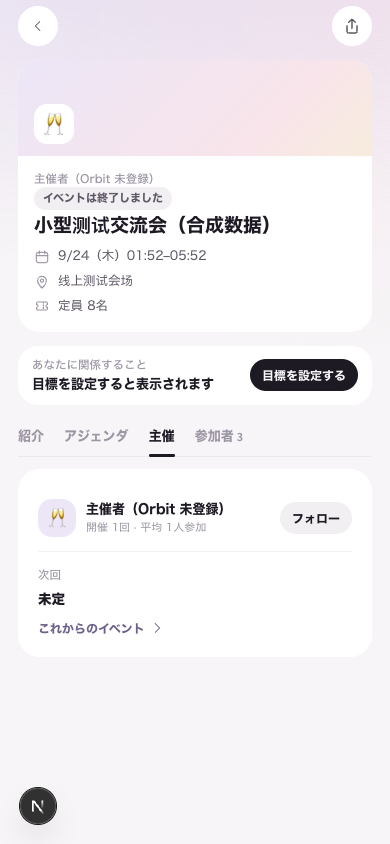 主催者（Orbit 未登録）
イベントは終了しました
小型测试交流会（合成数据）
9/24（木）01:52–05:52
线上测试会场
定員 8名
あなたに関係すること
目標を設定すると表示されます
目標を設定する
紹介 アジェンダ 主催 参加者 3
主催者（Orbit 未登録）
開催 1回 · 平均 1人参加
フォロー
次回
未定
これからのイベント
N